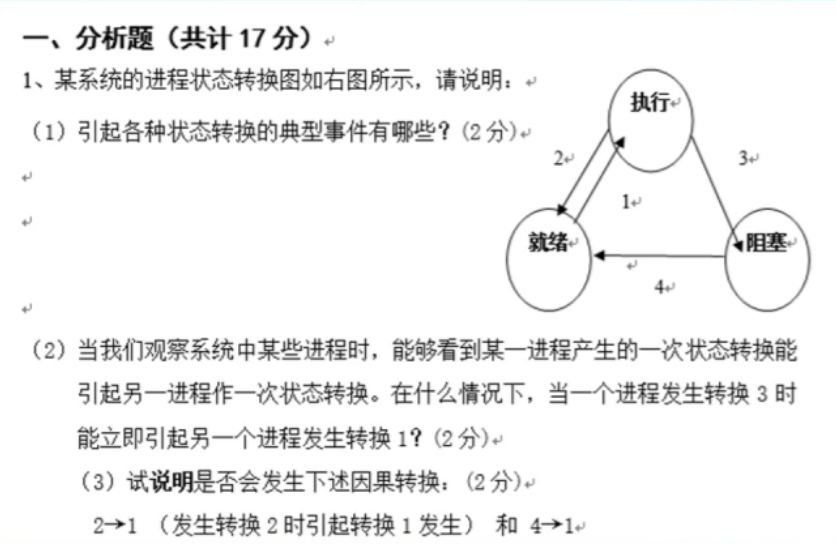 一、分析题（共计 17 分）
1、某系统的进程状态转换图如右图所示，请说明：
（1）引起各种状态转换的典型事件有哪些？(2 分)
执行
2
3
1
就绪
阻塞
4
（2）当我们观察系统中某些进程时，能够看到某一进程产生的一次状态转换能
引起另一进程作一次状态转换。在什么情况下，当一个进程发生转换 3 时
能立即引起另一个进程发生转换 1？(2 分)
（3）试说明是否会发生下述因果转换：(2 分)
2→1 （发生转换 2 时引起转换 1 发生） 和 4→1